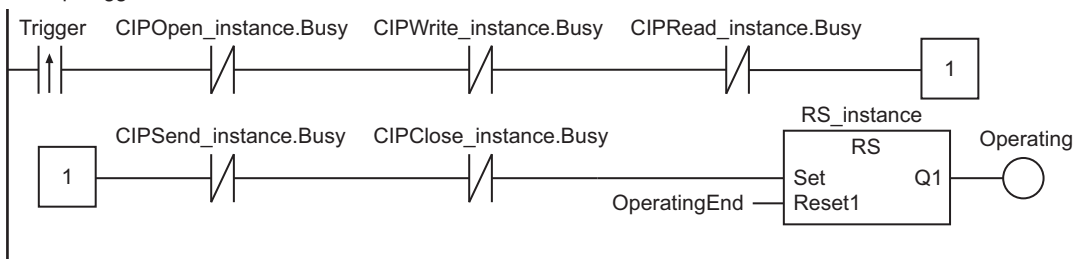 Trigger CIPOpen_instance.Busy CIPWrite_instance.Busy CIPRead_instance.Busy
1
RS_instance
CIPSend_instance.Busy CIPClose_instance.Busy Operating
RS
1 Set Q1
OperatingEnd Reset1